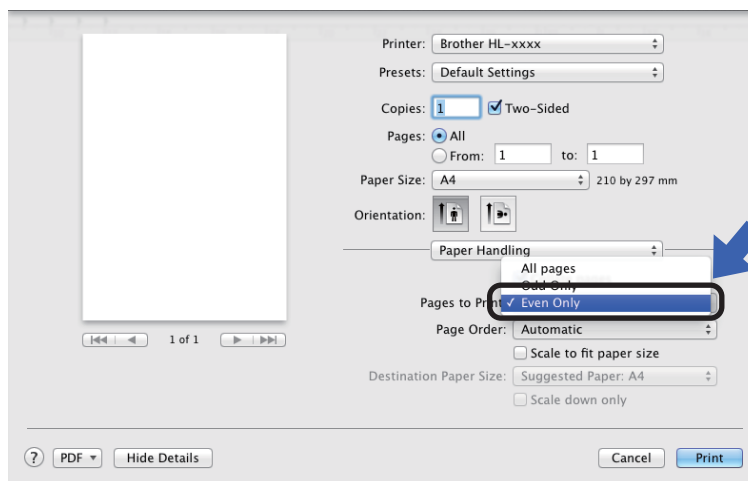 Printer: Brother HL-xxxx
Presets: Default Settings
Copies: 1 Two-Sided
Pages: All
From: 1 to: 1
Paper Size: A4 210 by 297 mm
Orientation:
Paper Handling
All pages
Odd Only
Pages to Print ✓ Even Only
1 of 1
Page Order: Automatic
Scale to fit paper size
Destination Paper Size: Suggested Paper: A4
Scale down only
? PDF Hide Details Cancel Print